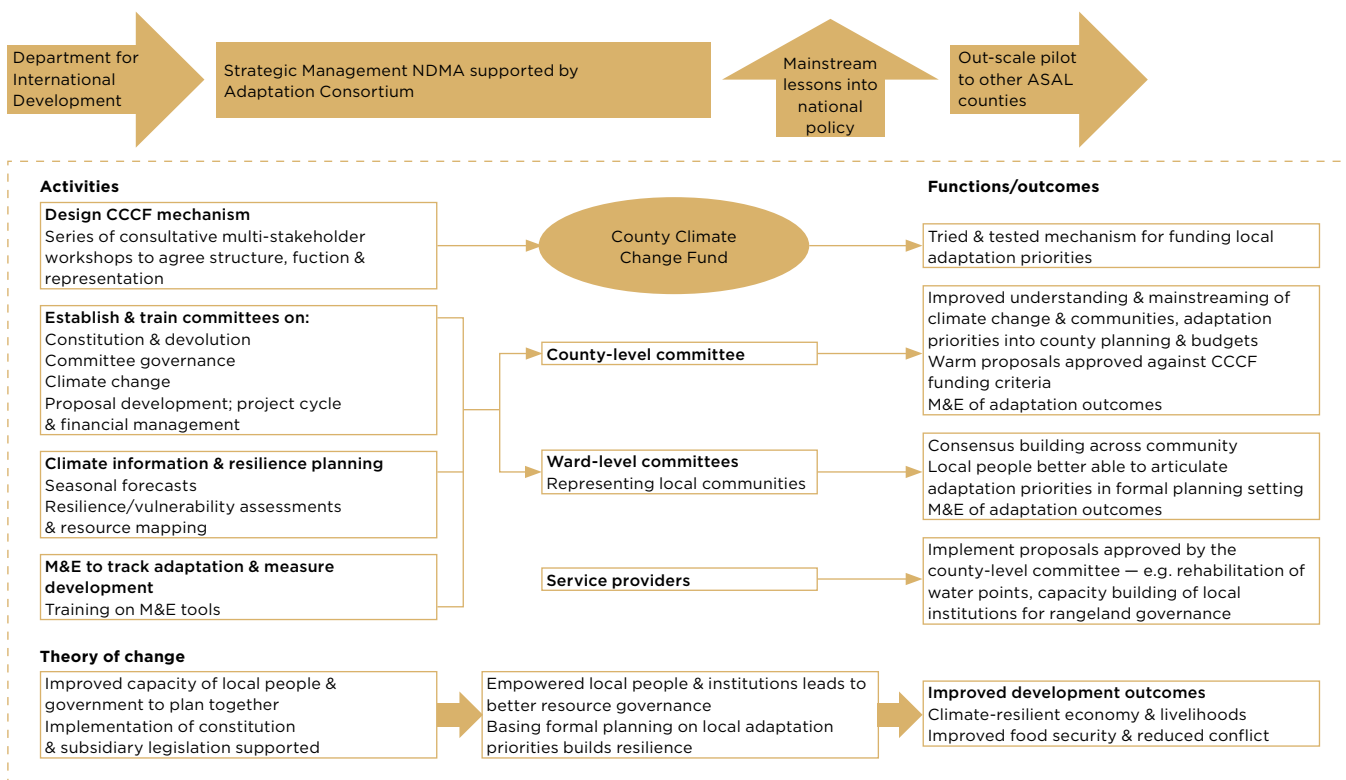 Department for
International
Development
Strategic Management NDMA supported by
Adaptation Consortium
Mainstream
lessons into
national
policy
Out-scale pilot
to other ASAL
counties
Activities
Functions/outcomes
Design CCCF mechanism
Series of consultative multi-stakeholder
workshops to agree structure, fuction &
representation
County Climate
Change Fund
Tried & tested mechanism for funding local
adaptation priorities
Establish & train committees on:
Constitution & devolution
Committee governance
Climate change
Proposal development; project cycle
& financial management
County-level committee
Improved understanding & mainstreaming of
climate change & communities, adaptation
priorities into county planning & budgets
Warm proposals approved against CCCF
funding criteria
M&E of adaptation outcomes
Climate information & resilience planning
Seasonal forecasts
Resilience/vulnerability assessments
& resource mapping
Ward-level committees
Representing local communities
Consensus building across community
Local people better able to articulate
adaptation priorities in formal planning setting
M&E of adaptation outcomes
M&E to track adaptation & measure
development
Training on M&E tools
Service providers
Implement proposals approved by the
county-level committee — e.g. rehabilitation of
water points, capacity building of local
institutions for rangeland governance
Theory of change
Improved capacity of local people &
government to plan together
Implementation of constitution
& subsidiary legislation supported
Empowered local people & institutions leads to
better resource governance
Basing formal planning on local adaptation
priorities builds resilience
Improved development outcomes
Climate-resilient economy & livelihoods
Improved food security & reduced conflict